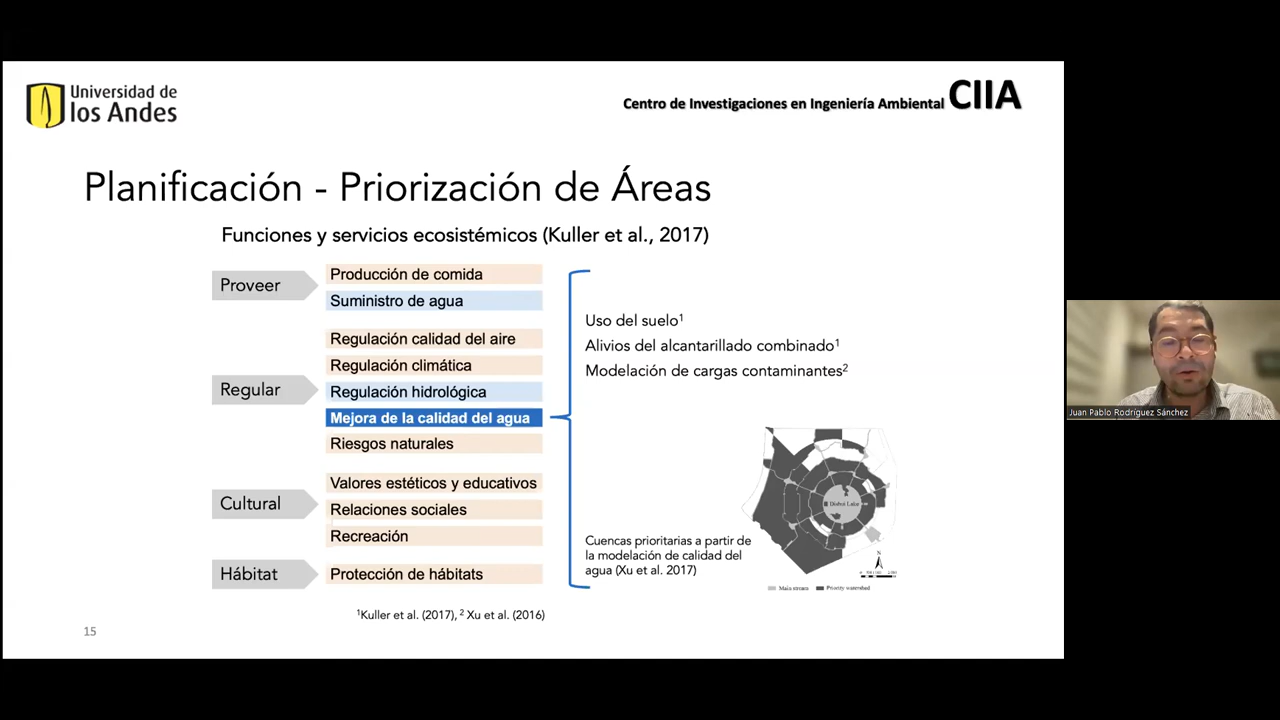 Universidad de
los Andes
Centro de Investigaciones en Ingeniería Ambiental CIIA
Planificación - Priorización de Áreas
Funciones y servicios ecosistémicos (Kuller et al., 2017)
Proveer
Producción de comida
Suministro de agua
Regular
Regulación calidad del aire
Regulación climática
Regulación hidrológica
Mejora de la calidad del agua
Riesgos naturales
Cultural
Valores estéticos y educativos
Relaciones sociales
Recreación
Hábitat
Protección de hábitats
Uso del suelo¹
Alivios del alcantarillado combinado¹
Modelación de cargas contaminantes²
Cuencas prioritarias a partir de
la modelación de calidad del
agua (Xu et al. 2017)
Dishui Lake
N
Main stream
Priority watershed
¹Kuller et al. (2017), ² Xu et al. (2016)
15
Juan Pablo Rodríguez Sánchez